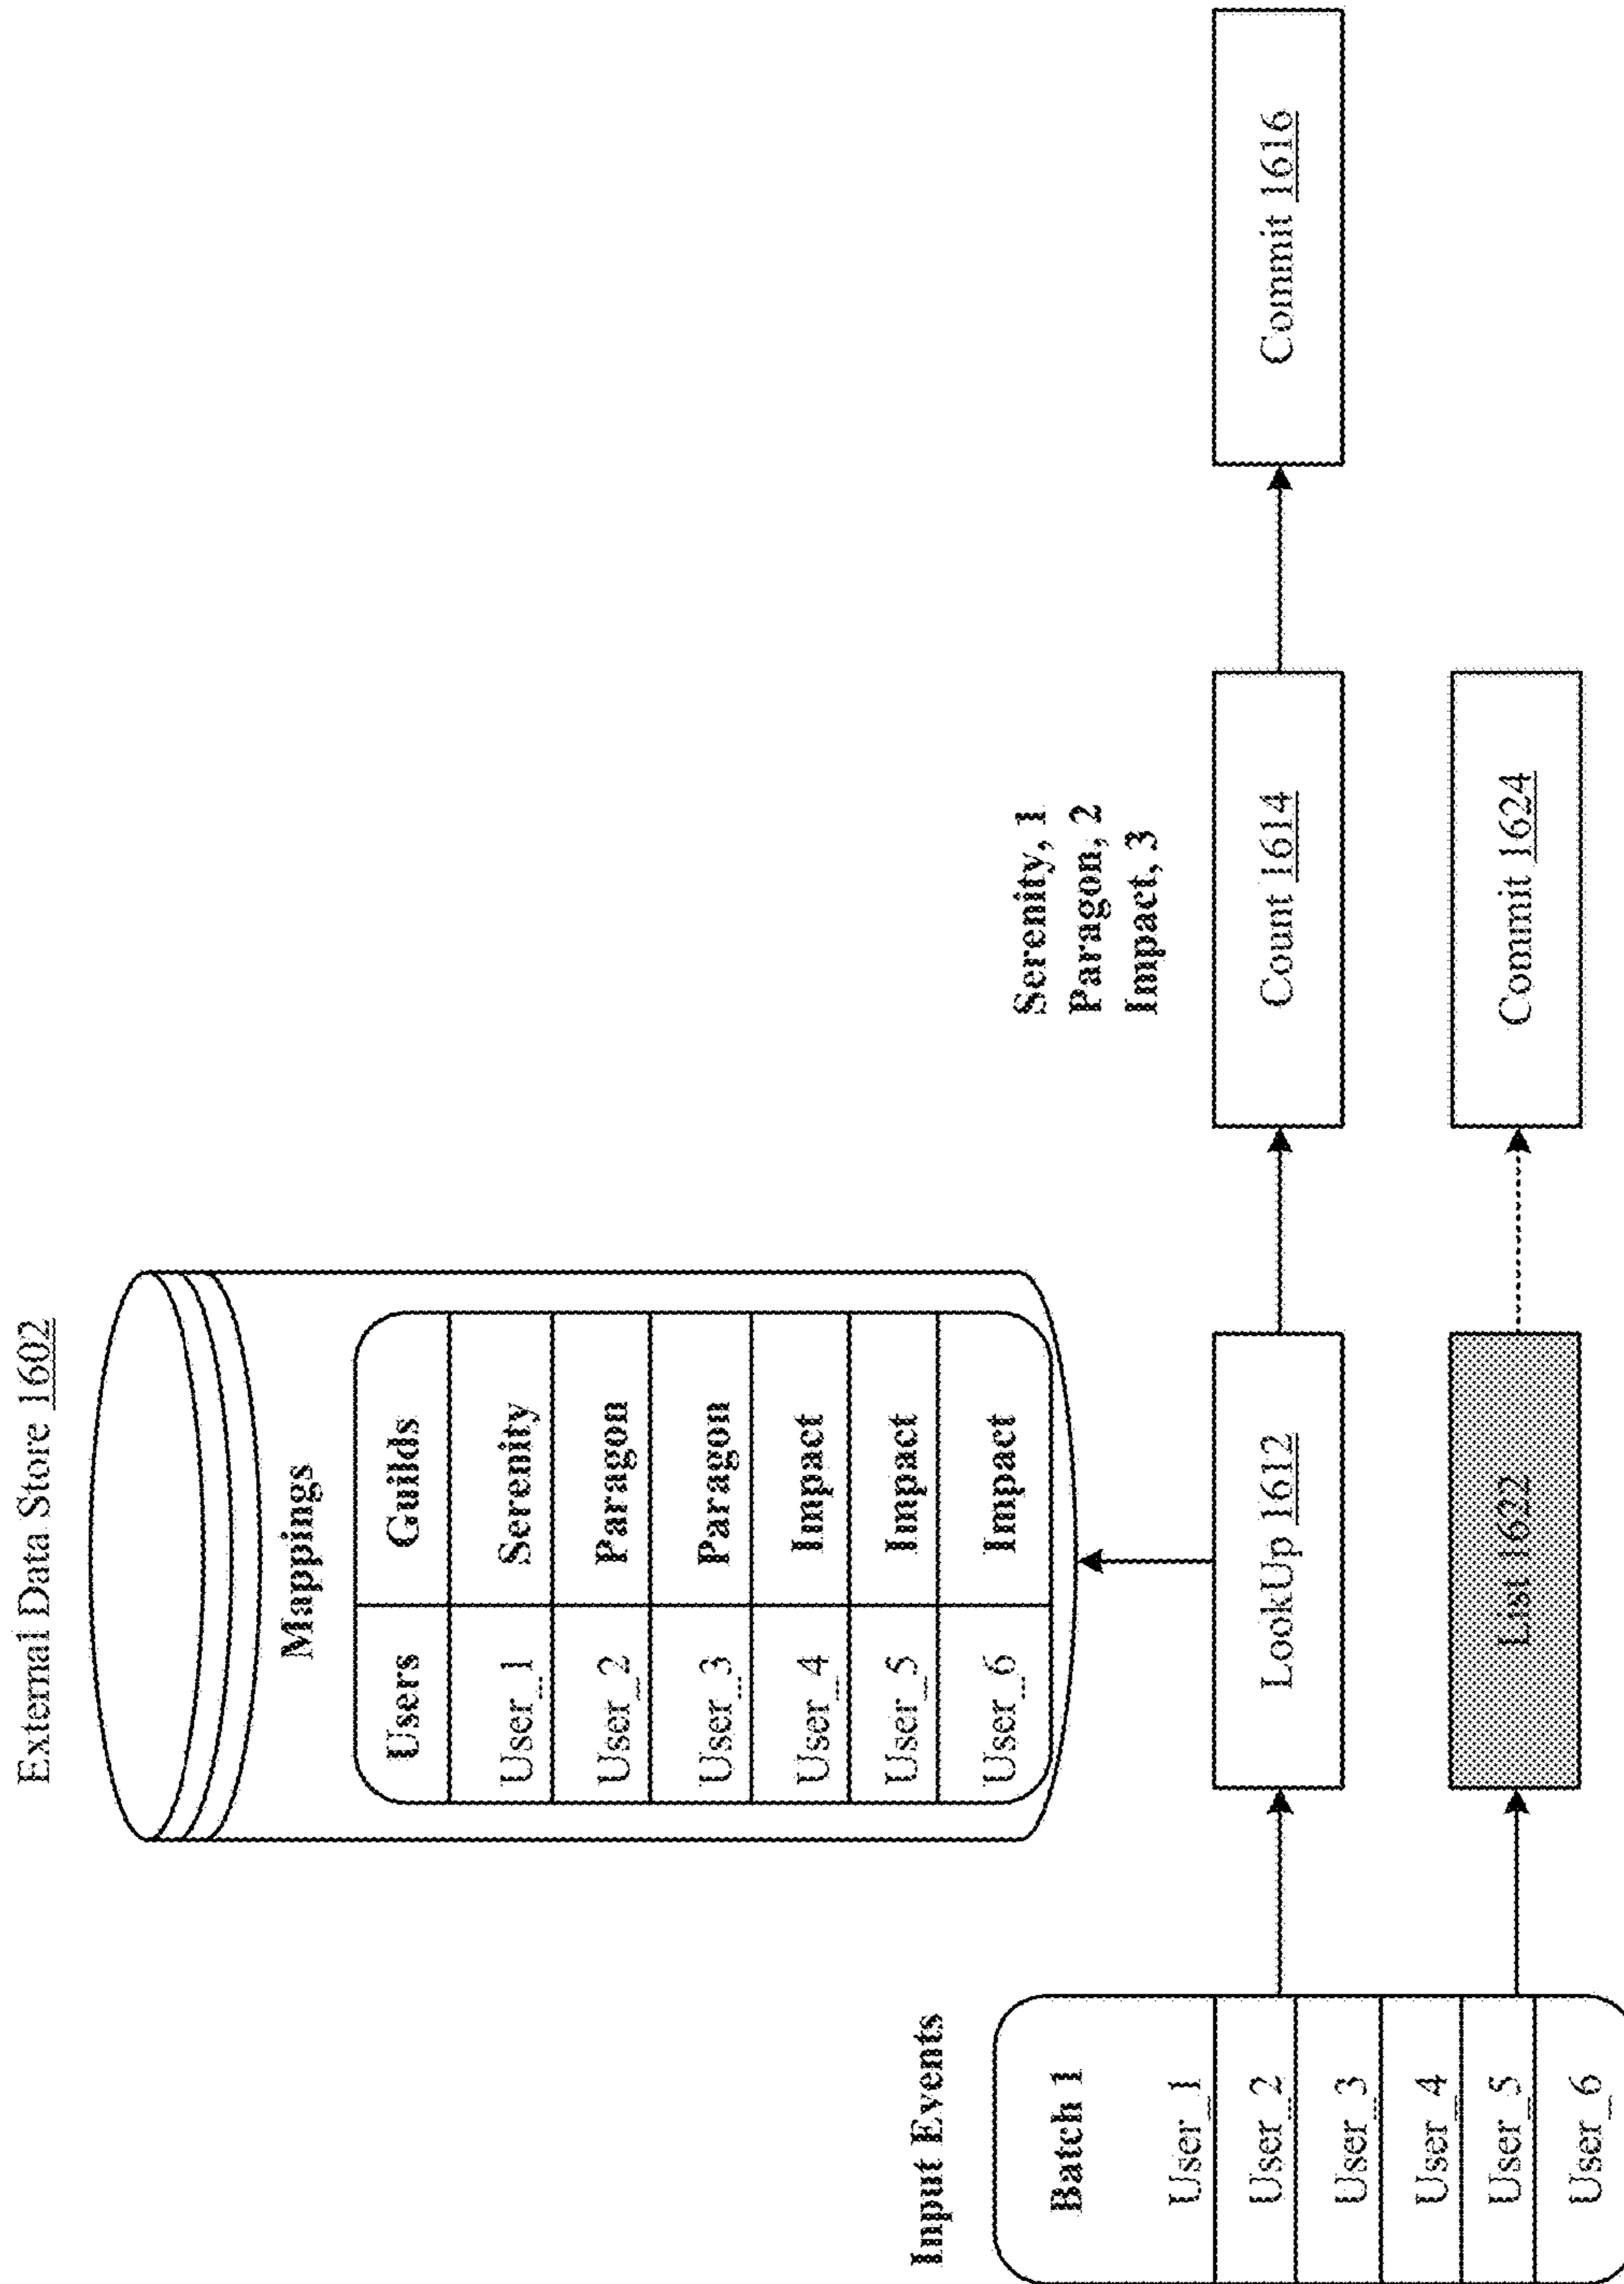 External Data Store 1602
Mappings
Users Guilds
User_1 Serenity
User_2 Paragon
User_3 Paragon
User_4 Impact
User_5 Impact
User_6 Impact
Input Events
Batch 1
User_1
User_2
User_3
User_4
User_5
User_6
LookUp 1612
Serenity, 1
Paragon, 2
Impact, 3
Count 1614
Commit 1616
List 1622
Commit 1624